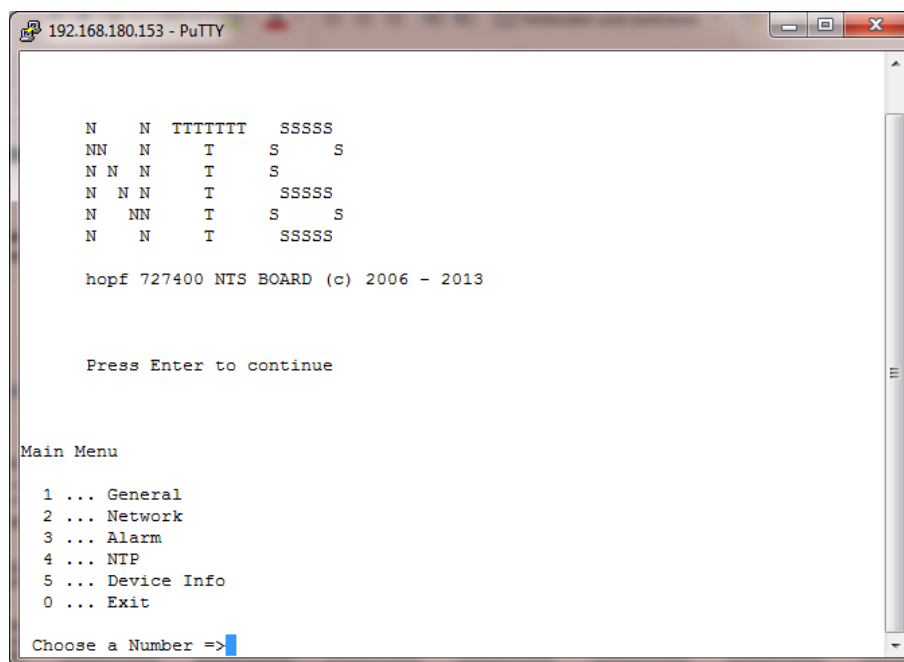 192.168.180.153 - PuTTY
N     N  TTTTTTT   SSSSS
NN    N     T     S      S
N N   N     T     S
N  N N     T      SSSSS
N   NN     T     S      S
N    N     T      SSSSS
hopf 727400 NTS BOARD (c) 2006 - 2013
Press Enter to continue
Main Menu
1 ... General
2 ... Network
3 ... Alarm
4 ... NTP
5 ... Device Info
0 ... Exit
Choose a Number =>